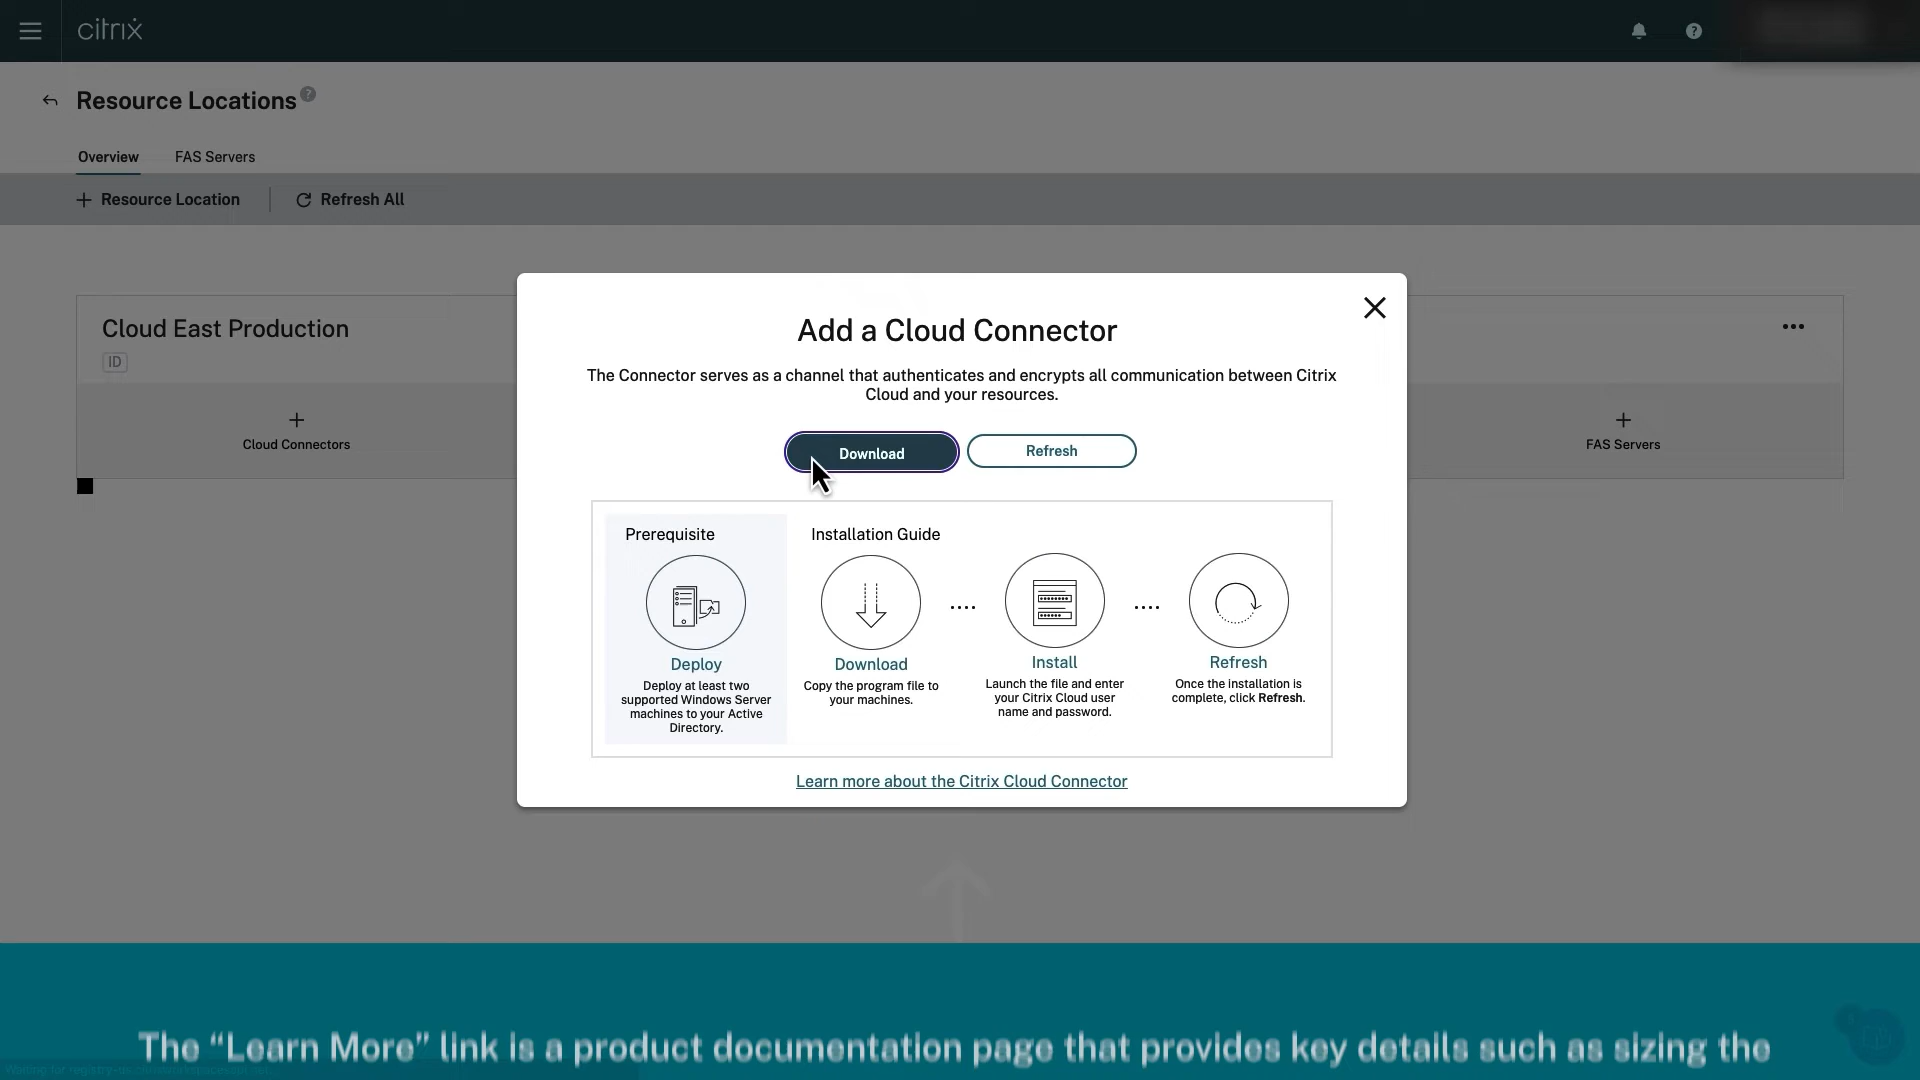 citrix
Resource Locations
Overview FAS Servers
Resource Location Refresh All
Cloud East Production
ID
Cloud Connectors
FAS Servers
Add a Cloud Connector
The Connector serves as a channel that authenticates and encrypts all communication between Citrix
Cloud and your resources.
Download Refresh
Prerequisite
Deploy
Deploy at least two
supported Windows Server
machines to your Active
Directory.
Installation Guide
Download
Copy the program file to
your machines.
Install
Launch the file and enter
your Citrix Cloud user
name and password.
Refresh
Once the installation is
complete, click Refresh.
Learn more about the Citrix Cloud Connector
The “Learn More” link is a product documentation page that provides key details such as sizing the